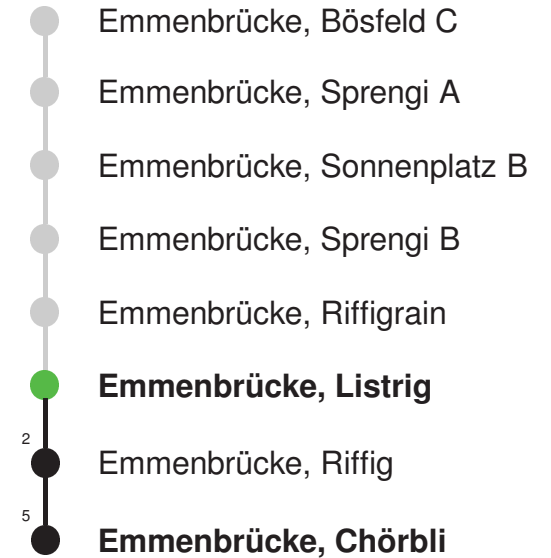 Emmenbrücke, Bösfeld C
Emmenbrücke, Sprengi A
Emmenbrücke, Sonnenplatz B
Emmenbrücke, Sprengi B
Emmenbrücke, Riffigrain
Emmenbrücke, Listrig
2
Emmenbrücke, Riffig
5
Emmenbrücke, Chörbli